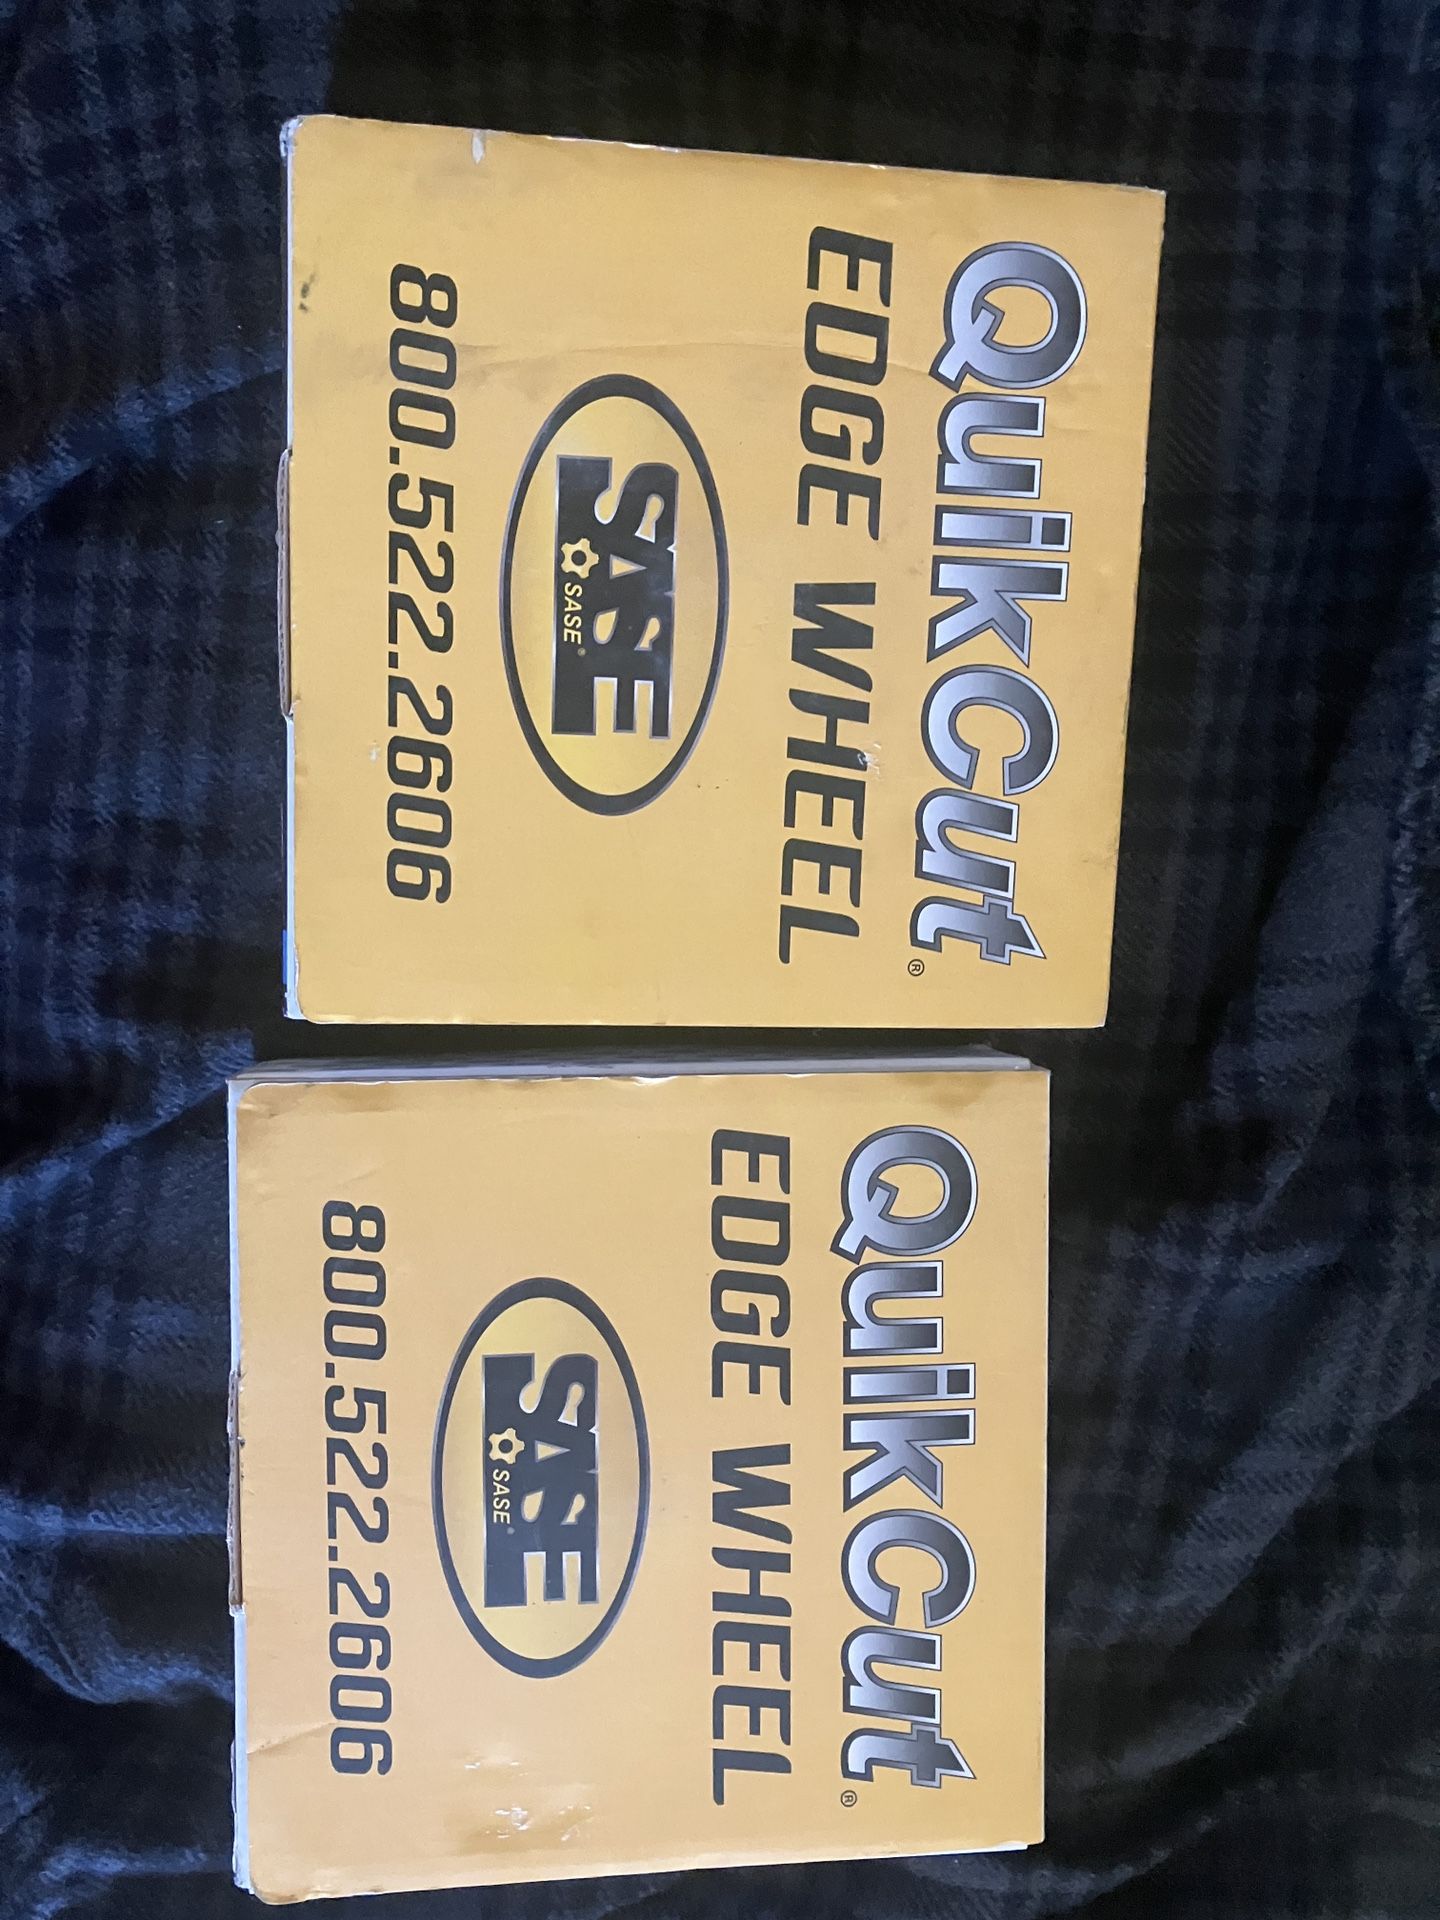 QuikCut®
EDGE WHEEL
SASE
SASE®
800.522.2606
QuikCut®
EDGE WHEEL
SASE
SASE®
800.522.2606